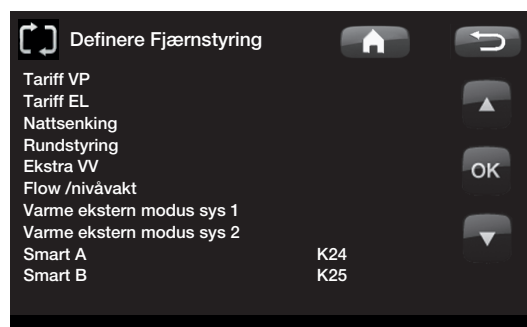 Definere Fjærnstyring
Tariff VP
Tariff EL
Nattsenking
Rundstyring
Ekstra VV
OK
Flow /nivåvakt
Varme ekstern modus sys 1
Varme ekstern modus sys 2
Smart A K24
Smart B K25